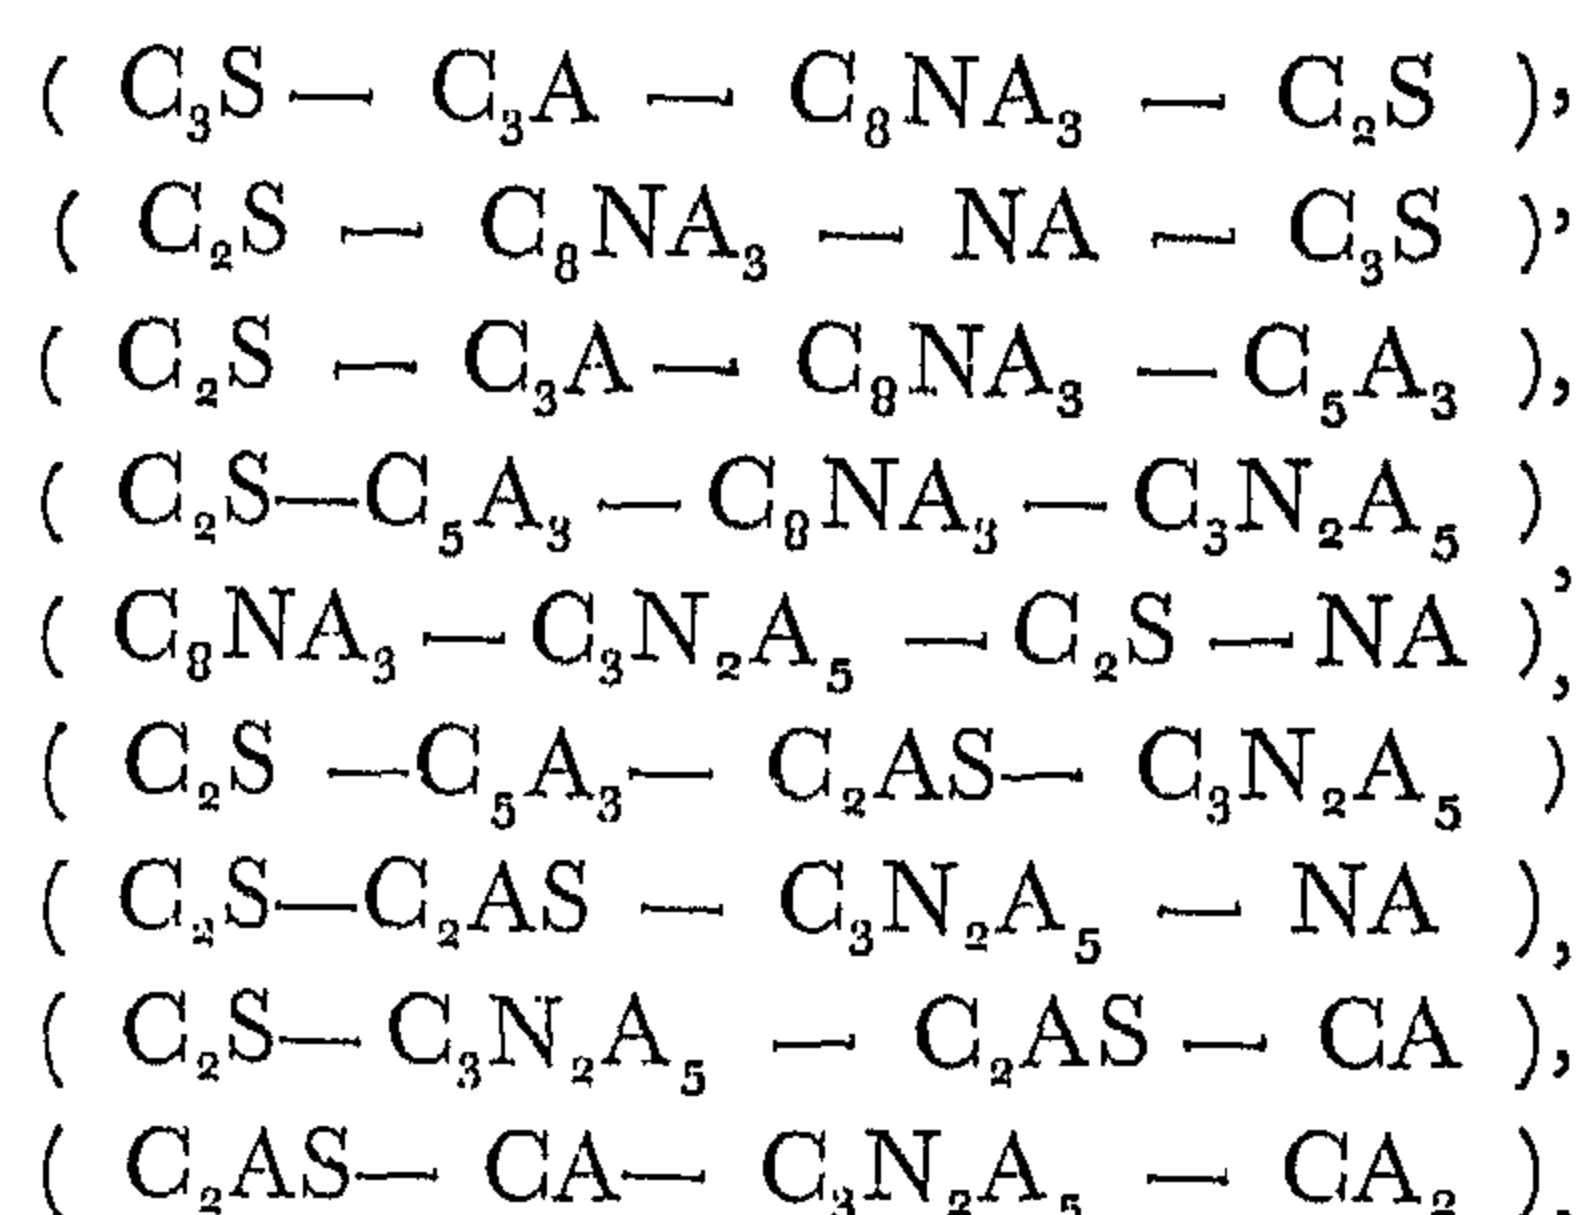 ( C₃S — C₃A — C₈NA₃ — C₂S ),
( C₂S — C₈NA₃ — NA — C₃S ),
( C₂S — C₃A — C₈NA₃ — C₅A₃ ),
( C₂S — C₅A₃ — C₈NA₃ — C₃N₂A₅ ),
( C₈NA₃ — C₃N₂A₅ — C₂S — NA ),
( C₂S — C₅A₃ — C₂AS — C₃N₂A₅ )
( C₂S — C₂AS — C₃N₂A₅ — NA ),
( C₂S — C₃N₂A₅ — C₂AS — CA ),
( C₂AS — CA — C₃N₂A₅ — CA₂ ),